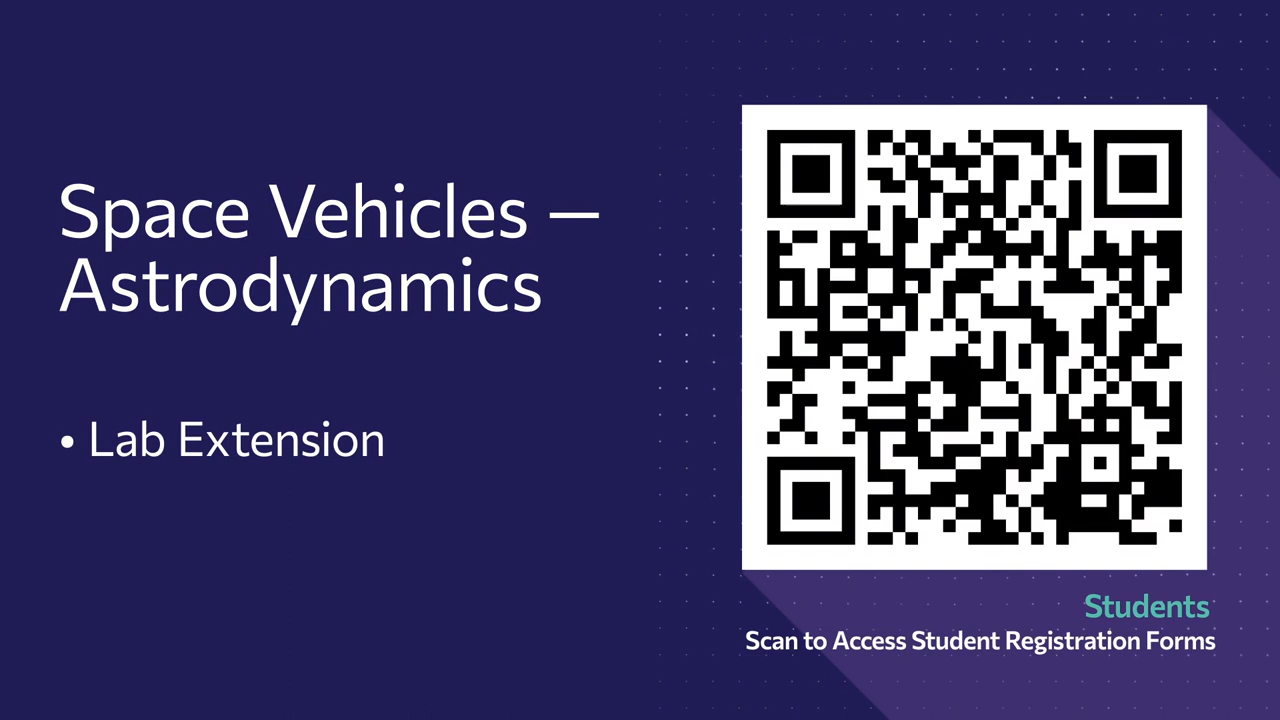 Space Vehicles —
Astrodynamics
• Lab Extension
Students
Scan to Access Student Registration Forms